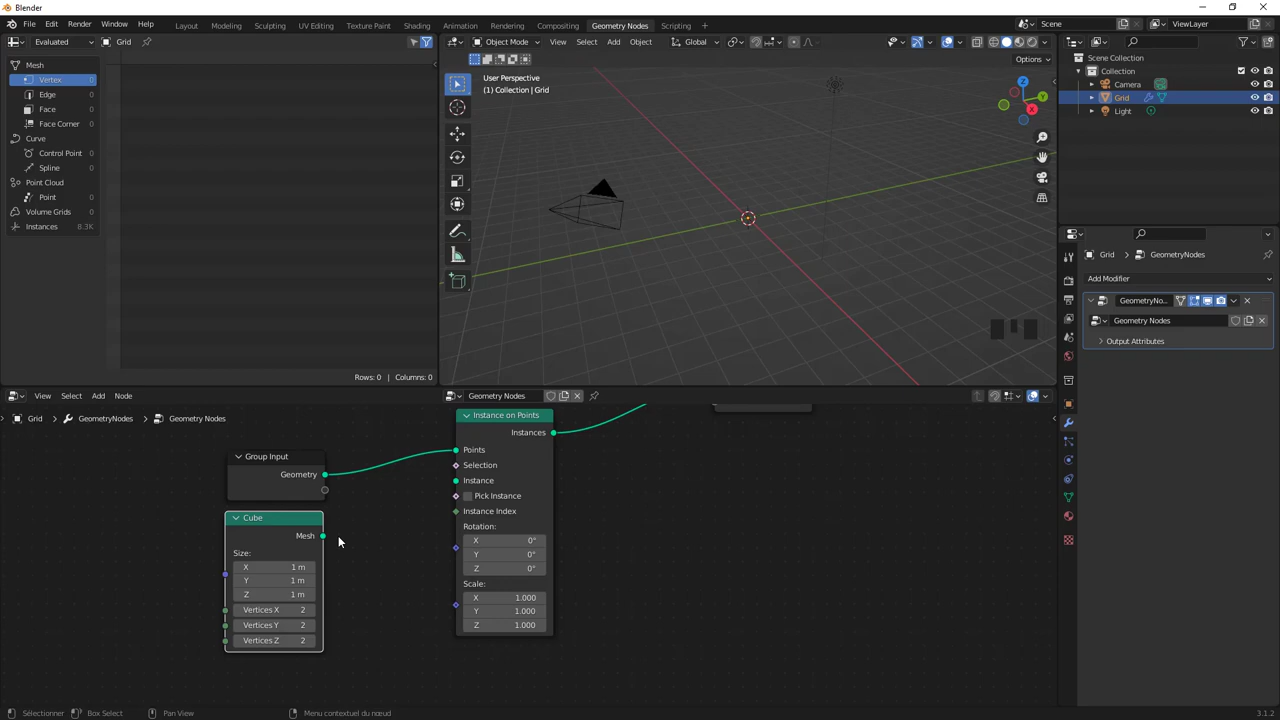 Blender
File Edit Render Window Help Layout Modeling Sculpting UV Editing Texture Paint Shading Animation Rendering Compositing Geometry Nodes Scripting + Scene ViewLayer
Evaluated Grid
Object Mode View Select Add Object Global
Options
Mesh
Vertex 0
Edge 0
Face 0
Face Corner 0
Curve
Control Point 0
Spline 0
Point Cloud
Point 0
Volume Grids 0
Instances 8.3K
Rows: 0 | Columns: 0
User Perspective
(1) Collection | Grid
Z
Y
X
Scene Collection
Collection
Camera
Grid
Light
Grid GeometryNodes
Add Modifier
GeometryNo...
Geometry Nodes
Output Attributes
View Select Add Node Geometry Nodes
Grid GeometryNodes Geometry Nodes
Group Input
Geometry
Cube
Mesh
Size:
X 1 m
Y 1 m
Z 1 m
Vertices X 2
Vertices Y 2
Vertices Z 2
Instance on Points
Instances
Points
Selection
Instance
Pick Instance
Instance Index
Rotation:
X 0°
Y 0°
Z 0°
Scale:
X 1.000
Y 1.000
Z 1.000
Sélectionner Box Select Pan View Menu contextuel du nœud 3.1.2